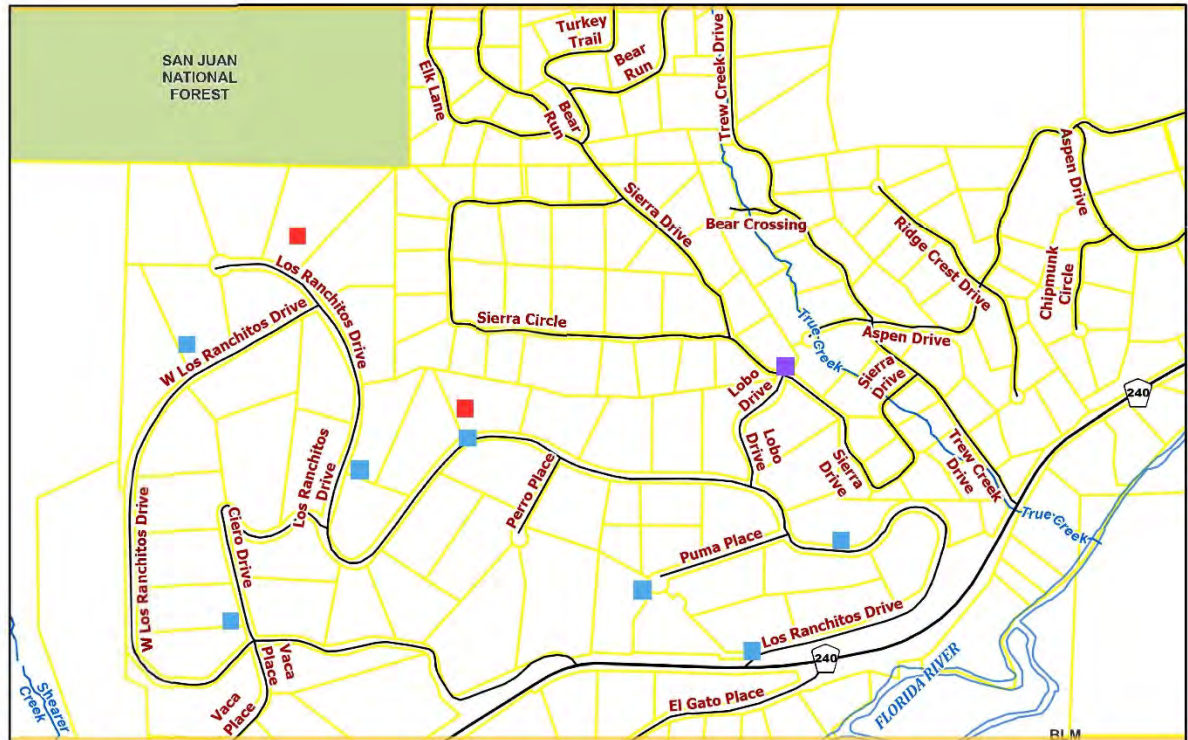 Turkey
Trail
Bear
Run
Trew Creek Drive
SAN JUAN
NATIONAL
FOREST
Elk Lane
Bear
Run
Aspen Drive
Sierra Drive
Bear Crossing
Ridge Crest Drive
Chipmunk
Circle
Los Ranchitos Drive
W Los Ranchitos Drive
Sierra Circle
True Creek
Aspen Drive
Sierra
Drive
Lobo
Drive
240
Lobo
Drive
Sierra
Drive
Trew Creek
Drive
Los Ranchitos
Drive
Perro Place
True Creek
W Los Ranchitos Drive
Ciero Drive
Puma Place
Los Ranchitos Drive
240
Vaca
Place
Vaca
Place
El Gato Place
FLORIDA RIVER
Shearer
Creek
BLM